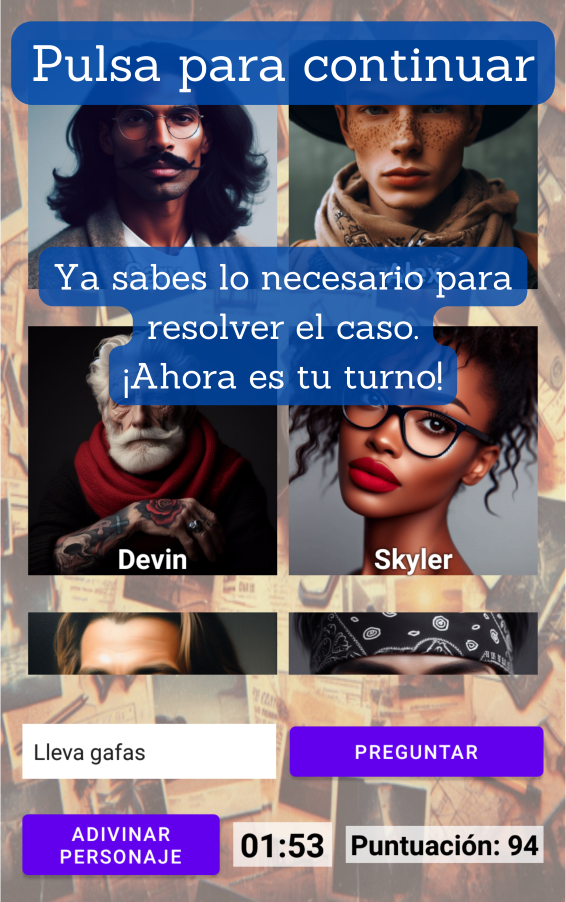 Pulsa para continuar
Ya sabes lo necesario para
resolver el caso.
¡Ahora es tu turno!
Devin
Skyler
Lleva gafas
PREGUNTAR
ADIVINAR
PERSONAJE
01:53
Puntuación: 94